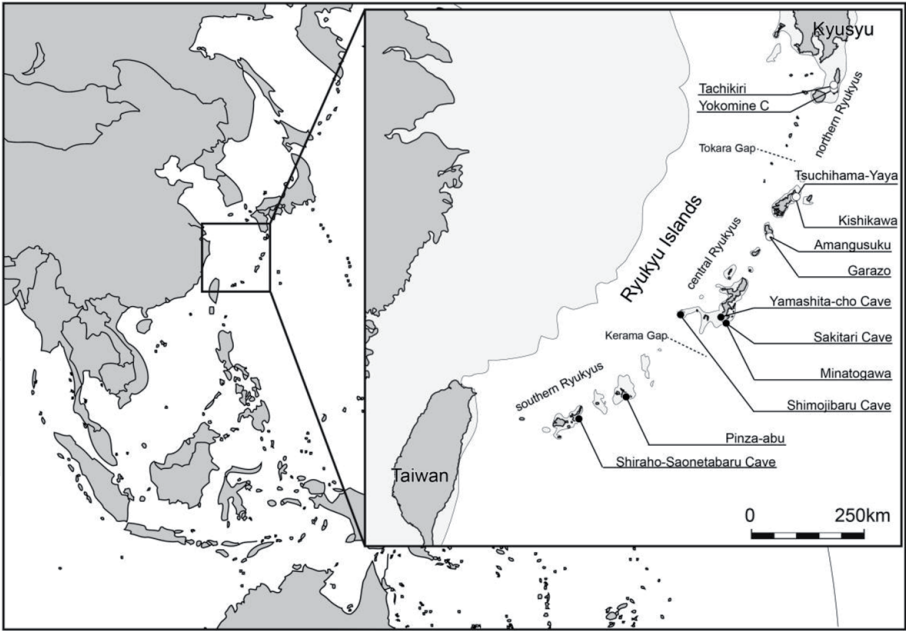 Kyusyu
Tachikiri
Yokomine C
northern Ryukyus
Tokara Gap
Tsuchihama-Yaya
Kishikawa
Amangusuku
Garazo
Ryukyu Islands
central Ryukyus
Yamashita-cho Cave
Sakitari Cave
Minatogawa
Kerama Gap
Shimojibaru Cave
southern Ryukyus
Pinza-abu
Shiraho-Saonetabaru Cave
Taiwan
0 250km